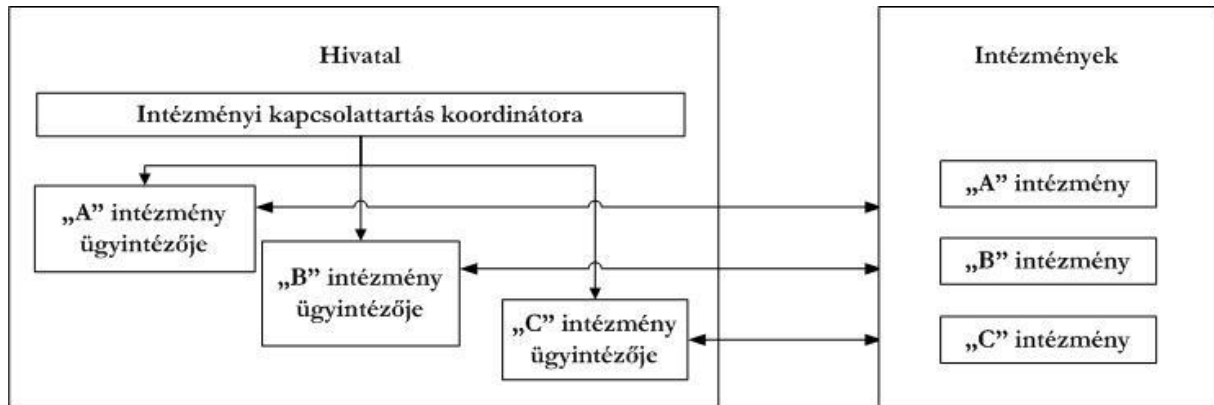 Hivatal
Intézményi kapcsolattartás koordinátora
„A” intézmény
ügyintézője
„B” intézmény
ügyintézője
„C” intézmény
ügyintézője
Intézmények
„A” intézmény
„B” intézmény
„C” intézmény